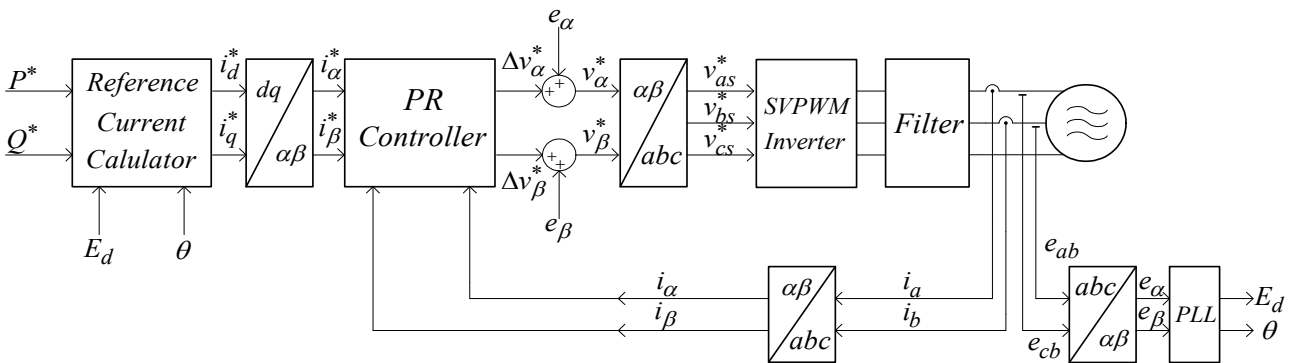 P*
Q*
Reference
Current
Calulator
E_d
θ
i_d*
i_q*
dq
αβ
i_α*
i_β*
PR
Controller
Δv_α*
Δv_β*
e_α
+
+
+
+
e_β
v_α*
v_β*
αβ
abc
v_as*
v_bs*
v_cs*
SVPWM
Inverter
Filter
i_α
i_β
αβ
abc
i_a
i_b
e_ab
e_cb
abc
αβ
e_α
e_β
PLL
E_d
θ